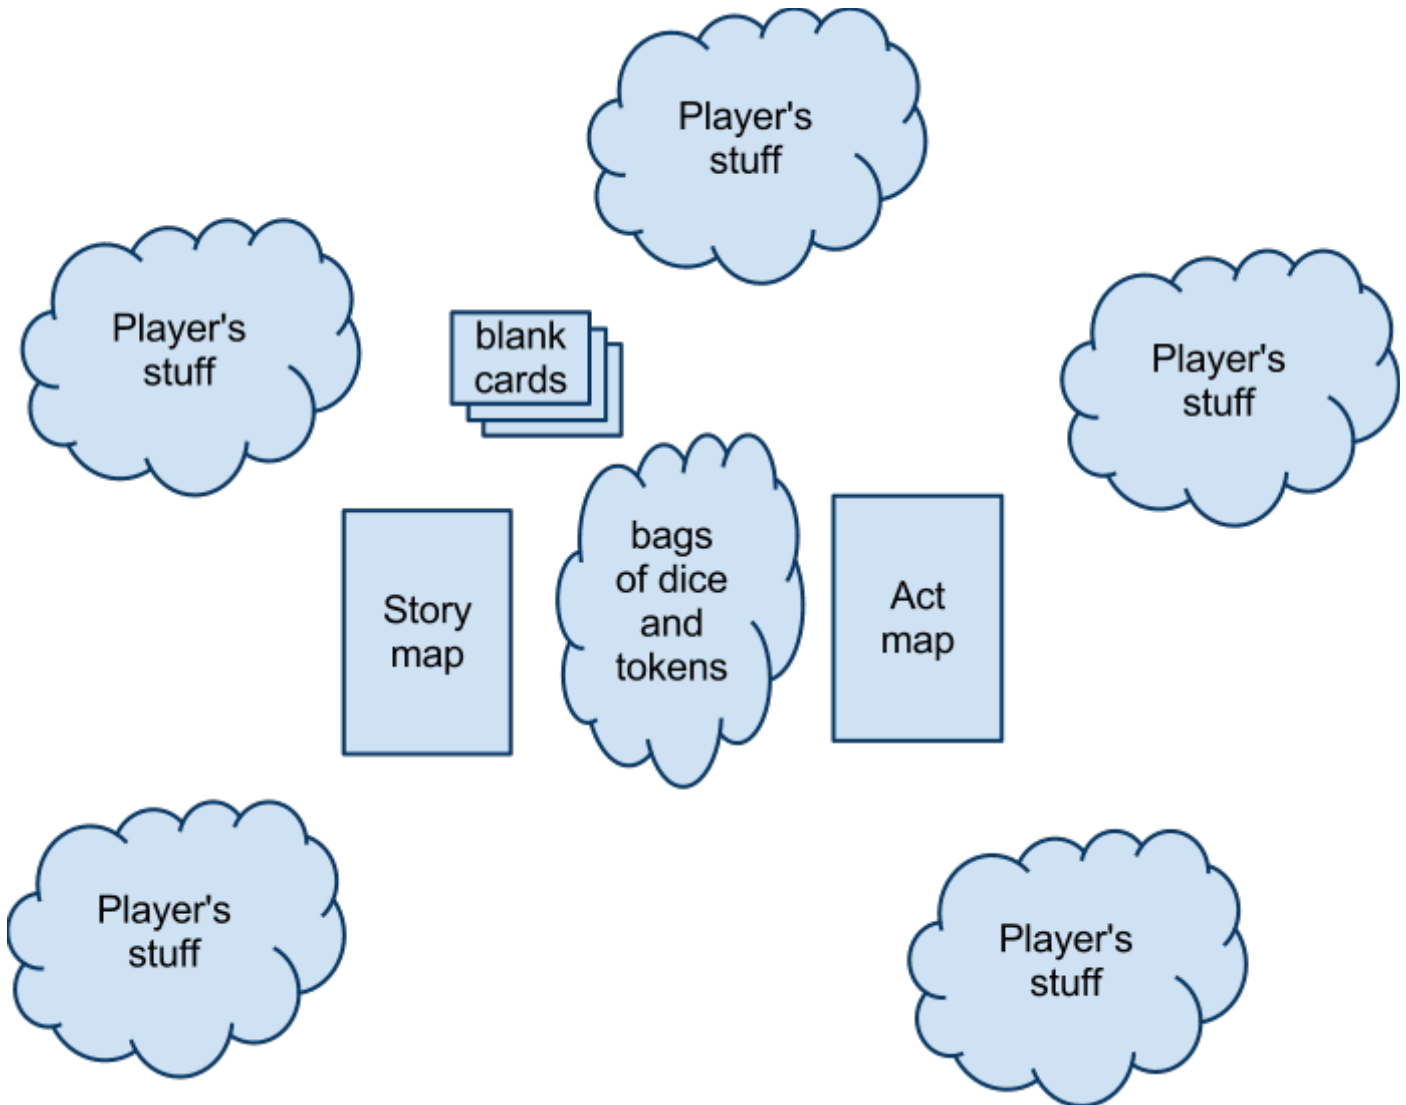 Player's
stuff
Player's
stuff
blank
cards
Player's
stuff
Story
map
bags
of dice
and
tokens
Act
map
Player's
stuff
Player's
stuff